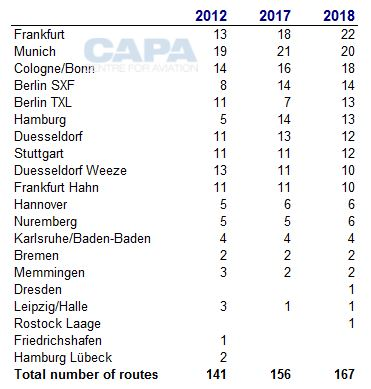 2012 2017 2018
Frankfurt 13 18 22
Munich 19 21 20
CAPA
CENTRE FOR AVIATION
Cologne/Bonn 14 16 18
Berlin SXF 8 14 14
Berlin TXL 11 7 13
Hamburg 5 14 13
Duesseldorf 11 13 12
Stuttgart 11 11 12
Duesseldorf Weeze 13 11 10
Frankfurt Hahn 11 11 10
Hannover 5 6 6
Nuremberg 5 5 6
Karlsruhe/Baden-Baden 4 4 4
Bremen 2 2 2
Memmingen 3 2 2
Dresden 1
Leipzig/Halle 3 1 1
Rostock Laage 1
Friedrichshafen 1
Hamburg Lübeck 2
Total number of routes 141 156 167